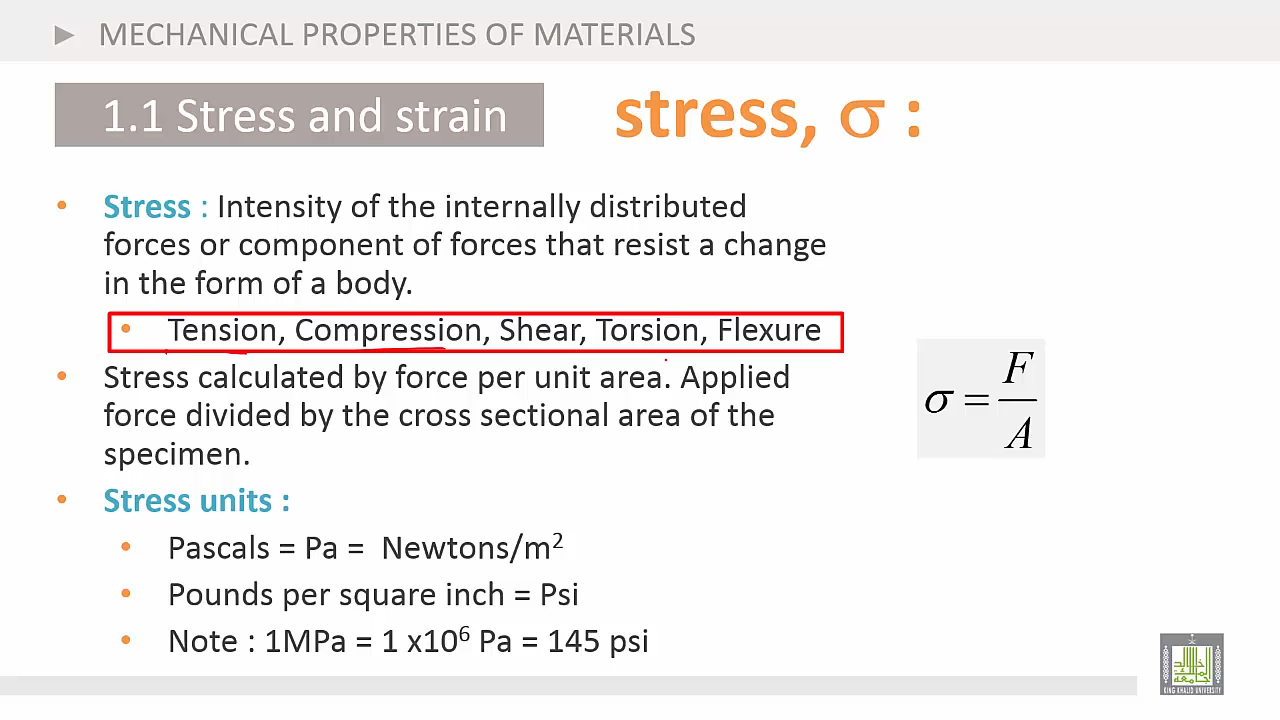 ► MECHANICAL PROPERTIES OF MATERIALS
1.1 Stress and strain
stress, σ :
• Stress : Intensity of the internally distributed
forces or component of forces that resist a change
in the form of a body.
• Tension, Compression, Shear, Torsion, Flexure
• Stress calculated by force per unit area. Applied
force divided by the cross sectional area of the
specimen.
σ = F/A
• Stress units :
• Pascals = Pa = Newtons/m²
• Pounds per square inch = Psi
• Note : 1MPa = 1 x10⁶ Pa = 145 psi
KING KHALID UNIVERSITY